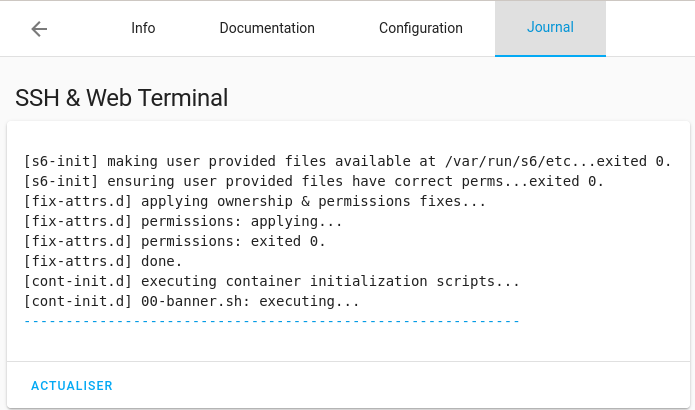 Info Documentation Configuration Journal
SSH & Web Terminal
[s6-init] making user provided files available at /var/run/s6/etc...exited 0.
[s6-init] ensuring user provided files have correct perms...exited 0.
[fix-attrs.d] applying ownership & permissions fixes...
[fix-attrs.d] permissions: applying...
[fix-attrs.d] permissions: exited 0.
[fix-attrs.d] done.
[cont-init.d] executing container initialization scripts...
[cont-init.d] 00-banner.sh: executing...
-----------------------------------------------------------
ACTUALISER